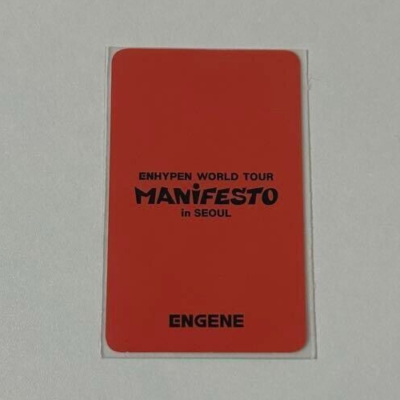 ENHYPEN WORLD TOUR
MANiFESTO
in SEOUL
ENGENE